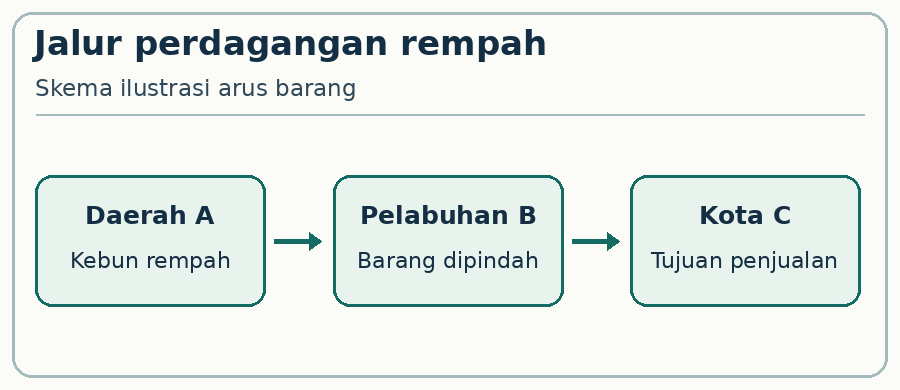 Jalur perdagangan rempah
Skema ilustrasi arus barang
Daerah A
Kebun rempah
Pelabuhan B
Barang dipindah
Kota C
Tujuan penjualan